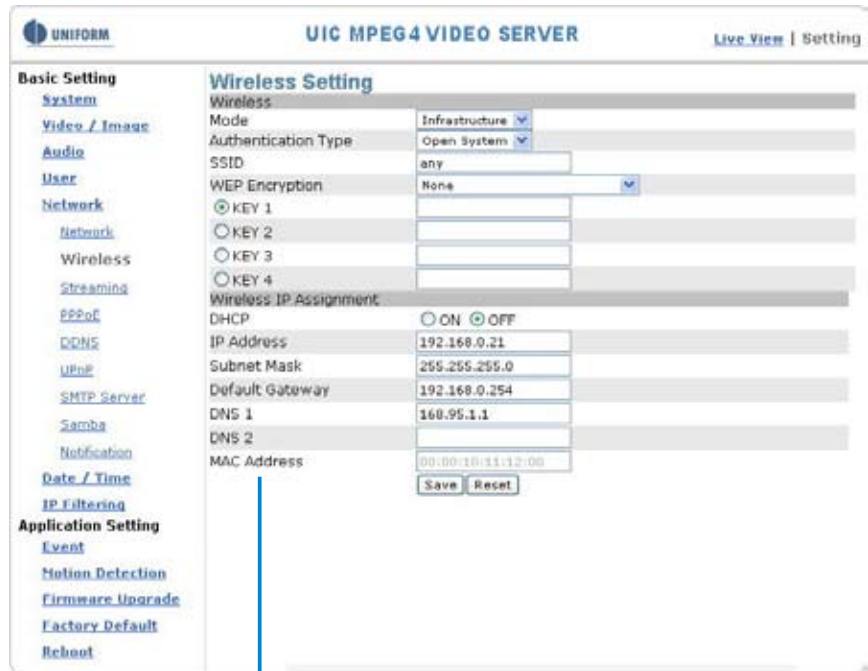 UNIFORM
UIC MPEG4 VIDEO SERVER
Live View | Setting
Basic Setting
System
Video / Image
Audio
User
Network
Network
Wireless
Streaming
PPPoE
DDNS
UPnP
SMTP Server
Samba
Notification
Date / Time
IP Filtering
Application Setting
Event
Motion Detection
Firmware Upgrade
Factory Default
Reboot
Wireless Setting
Wireless
Mode Infrastructure
Authentication Type Open System
SSID any
WEP Encryption None
KEY 1
KEY 2
KEY 3
KEY 4
Wireless IP Assignment
DHCP ON OFF
IP Address 192.168.0.21
Subnet Mask 255.255.255.0
Default Gateway 192.168.0.254
DNS 1 168.95.1.1
DNS 2
MAC Address 00:00:10:11:12:00
Save Reset